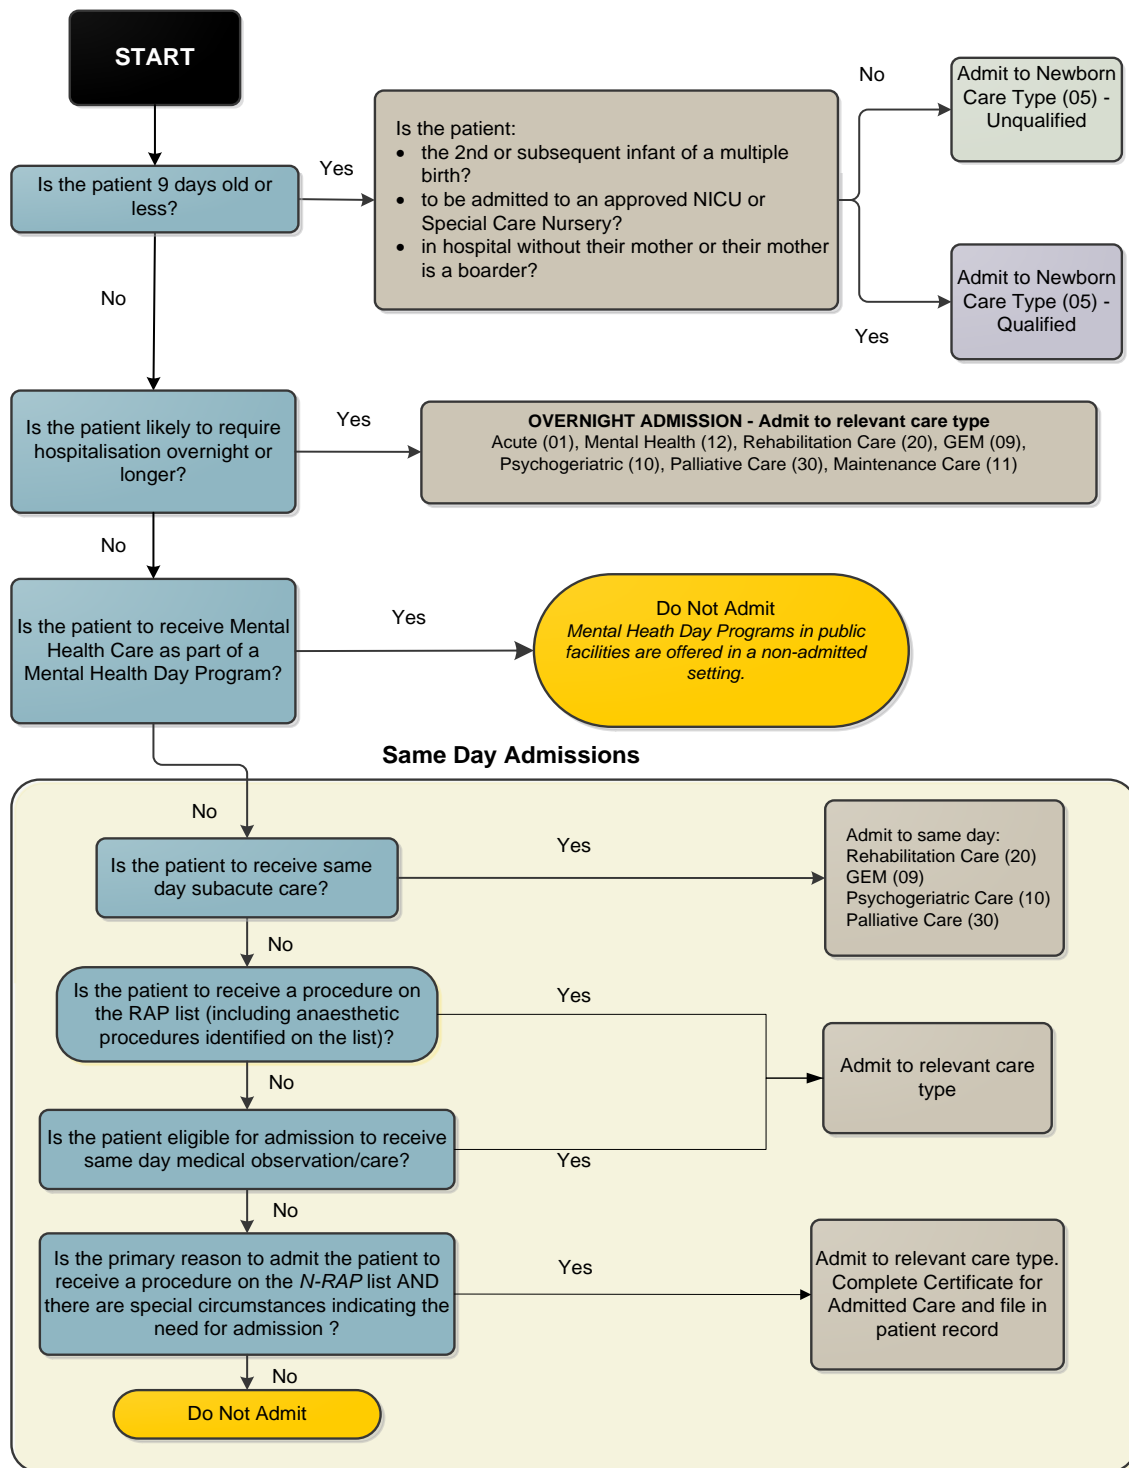 START
No
Admit to Newborn
Care Type (05) -
Unqualified
Is the patient 9 days old or
less?
Yes
Is the patient:
• the 2nd or subsequent infant of a multiple
birth?
• to be admitted to an approved NICU or
Special Care Nursery?
• in hospital without their mother or their mother
is a boarder?
Admit to Newborn
Care Type (05) -
Qualified
Yes
No
Is the patient likely to require
hospitalisation overnight or
longer?
Yes
OVERNIGHT ADMISSION - Admit to relevant care type
Acute (01), Mental Health (12), Rehabilitation Care (20), GEM (09),
Psychogeriatric (10), Palliative Care (30), Maintenance Care (11)
No
Is the patient to receive Mental
Health Care as part of a
Mental Health Day Program?
Yes
Do Not Admit
Mental Heath Day Programs in public
facilities are offered in a non-admitted
setting.
Same Day Admissions
No
Is the patient to receive same
day subacute care?
Yes
Admit to same day:
Rehabilitation Care (20)
GEM (09)
Psychogeriatric Care (10)
Palliative Care (30)
No
Is the patient to receive a procedure on
the RAP list (including anaesthetic
procedures identified on the list)?
Yes
Admit to relevant care
type
No
Is the patient eligible for admission to receive
same day medical observation/care?
Yes
No
Is the primary reason to admit the patient to
receive a procedure on the N-RAP list AND
there are special circumstances indicating the
need for admission ?
Yes
Admit to relevant care type.
Complete Certificate for
Admitted Care and file in
patient record
No
Do Not Admit